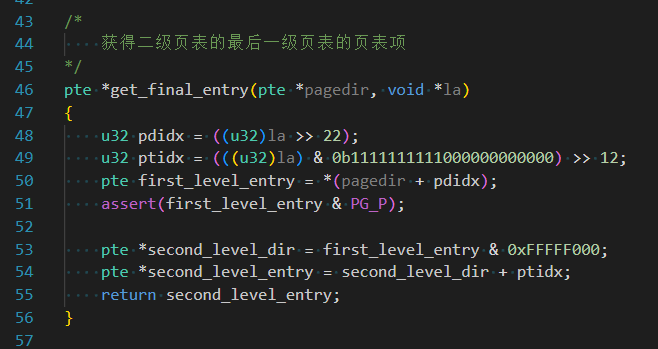 42
43 /*
44     获得二级页表的最后一级页表的页表项
45 */
46 pte *get_final_entry(pte *pagedir, void *la)
47 {
48     u32 pdidx = ((u32)la >> 22);
49     u32 ptidx = (((u32)la) & 0b1111111111000000000000) >> 12;
50     pte first_level_entry = *(pagedir + pdidx);
51     assert(first_level_entry & PG_P);
52
53     pte *second_level_dir = first_level_entry & 0xFFFFF000;
54     pte *second_level_entry = second_level_dir + ptidx;
55     return second_level_entry;
56 }
57